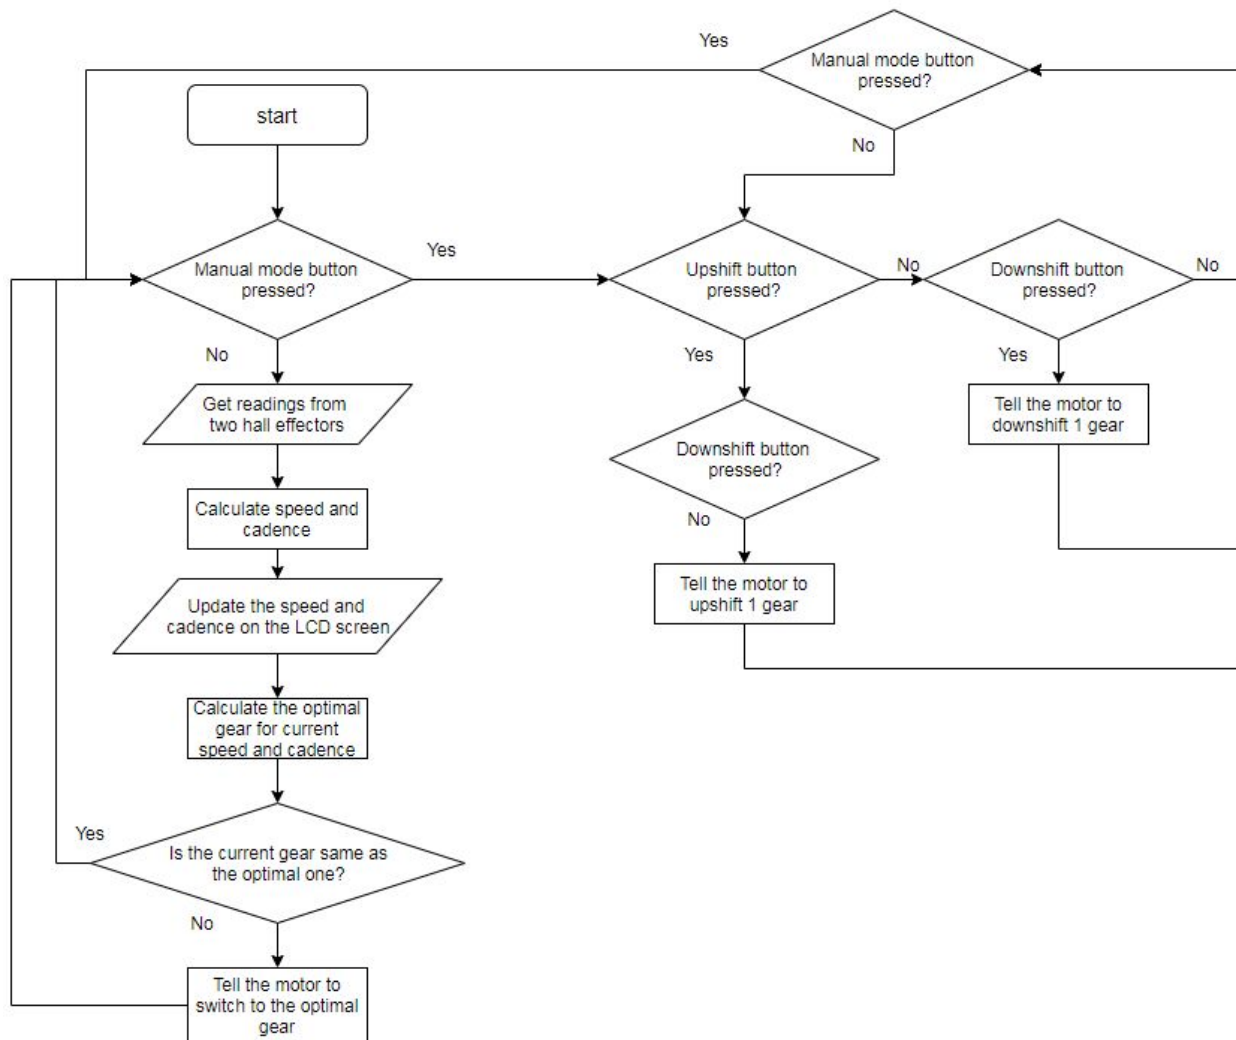 Yes
Manual mode button
pressed?
No
start
Manual mode button
pressed?
Yes
No
Upshift button
pressed?
No
Yes
Downshift button
pressed?
No
Yes
Get readings from
two hall effectors
Calculate speed and
cadence
Update the speed and
cadence on the LCD screen
Calculate the optimal
gear for current
speed and cadence
Is the current gear same as
the optimal one?
Yes
No
Tell the motor to
switch to the optimal
gear
Downshift button
pressed?
No
Tell the motor to
upshift 1 gear
Tell the motor to
downshift 1 gear